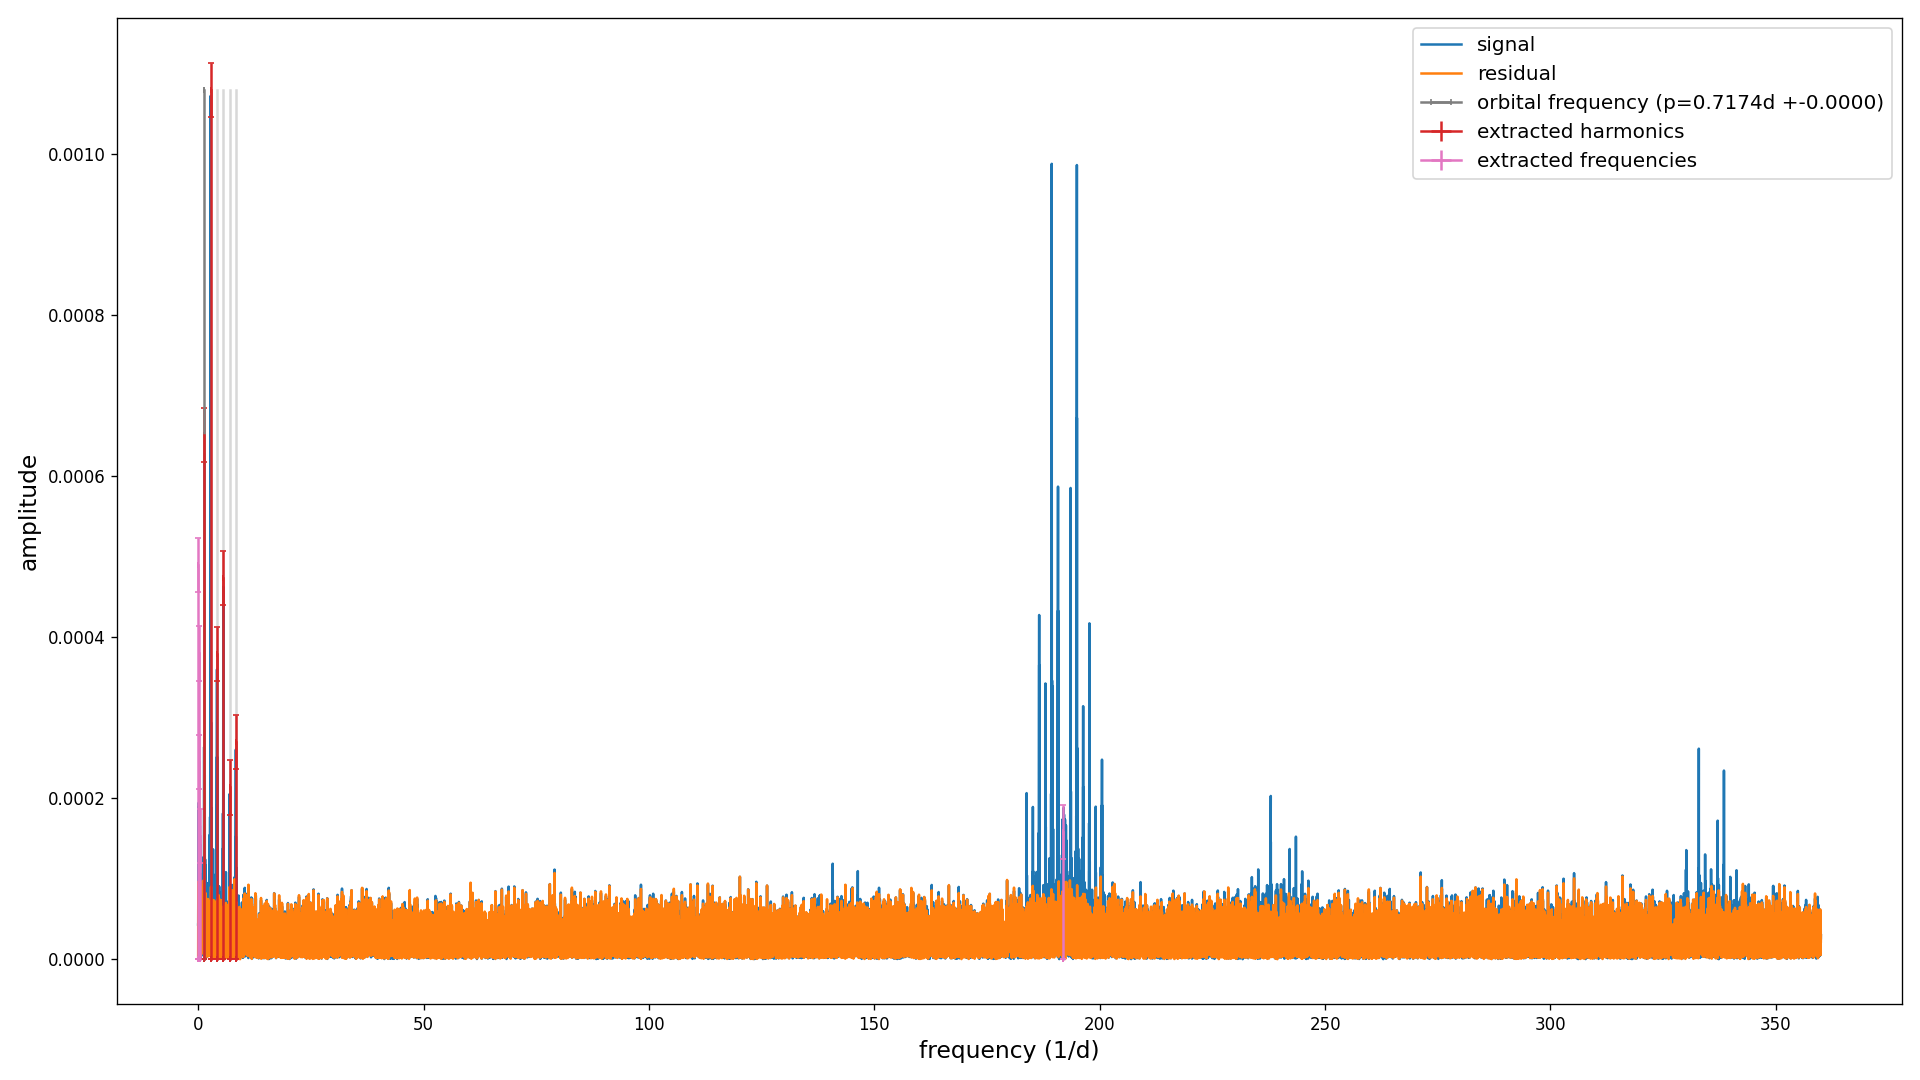 signal
residual
orbital frequency (p=0.7174d +-0.0000)
extracted harmonics
extracted frequencies
amplitude
0.0010
0.0008
0.0006
0.0004
0.0002
0.0000
0 50 100 150 200 250 300 350
frequency (1/d)